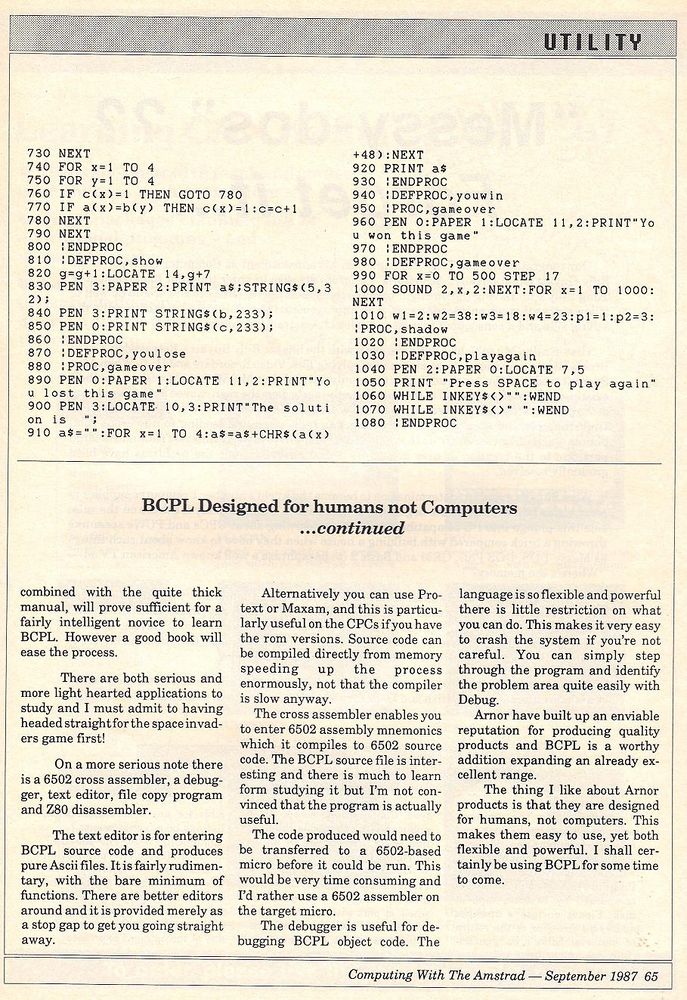 UTILITY
730 NEXT
740 FOR x=1 TO 4
750 FOR y=1 TO 4
760 IF c(x)=1 THEN GOTO 780
770 IF a(x)=b(y) THEN c(x)=1:c=c+1
780 NEXT
790 NEXT
800 ¦ENDPROC
810 ¦DEFPROC,show
820 g=g+1:LOCATE 14,g+7
830 PEN 3:PAPER 2:PRINT a$;STRING$(5,3
2);
840 PEN 3:PRINT STRING$(b,233);
850 PEN 0:PRINT STRING$(c,233);
860 ¦ENDPROC
870 ¦DEFPROC,youlose
880 ¦PROC,gameover
890 PEN 0:PAPER 1:LOCATE 11,2:PRINT"Yo
u lost this game"
900 PEN 3:LOCATE 10,3:PRINT"The soluti
on is  ";
910 a$="":FOR x=1 TO 4:a$=a$+CHR$(a(x)
+48):NEXT
920 PRINT a$
930 ¦ENDPROC
940 ¦DEFPROC,youwin
950 ¦PROC,gameover
960 PEN 0:PAPER 1:LOCATE 11,2:PRINT"Yo
u won this game"
970 ¦ENDPROC
980 ¦DEFPROC,gameover
990 FOR x=0 TO 500 STEP 17
1000 SOUND 2,x,2:NEXT:FOR x=1 TO 1000:
NEXT
1010 w1=2:w2=38:w3=18:w4=23:p1=1:p2=3:
¦PROC,shadow
1020 ¦ENDPROC
1030 ¦DEFPROC,playagain
1040 PEN 2:PAPER 0:LOCATE 7,5
1050 PRINT "Press SPACE to play again"
1060 WHILE INKEY$<>"":WEND
1070 WHILE INKEY$<>" ":WEND
1080 ¦ENDPROC
BCPL Designed for humans not Computers
...continued
combined with the quite thick
manual, will prove sufficient for a
fairly intelligent novice to learn
BCPL. However a good book will
ease the process.
There are both serious and
more light hearted applications to
study and I must admit to having
headed straight for the space invad-
ers game first!
On a more serious note there
is a 6502 cross assembler, a debug-
ger, text editor, file copy program
and Z80 disassembler.
The text editor is for entering
BCPL source code and produces
pure Ascii files. It is fairly rudimen-
tary, with the bare minimum of
functions. There are better editors
around and it is provided merely as
a stop gap to get you going straight
away.
Alternatively you can use Pro-
text or Maxam, and this is particu-
larly useful on the CPCs if you have
the rom versions. Source code can
be compiled directly from memory
speeding up the process
enormously, not that the compiler
is slow anyway.
The cross assembler enables you
to enter 6502 assembly mnemonics
which it compiles to 6502 source
code. The BCPL source file is inter-
esting and there is much to learn
form studying it but I'm not con-
vinced that the program is actually
useful.
The code produced would need to
be transferred to a 6502-based
micro before it could be run. This
would be very time consuming and
I'd rather use a 6502 assembler on
the target micro.
The debugger is useful for de-
bugging BCPL object code. The
language is so flexible and powerful
there is little restriction on what
you can do. This makes it very easy
to crash the system if you're not
careful. You can simply step
through the program and identify
the problem area quite easily with
Debug.
Arnor have built up an enviable
reputation for producing quality
products and BCPL is a worthy
addition expanding an already ex-
cellent range.
The thing I like about Arnor
products is that they are designed
for humans, not computers. This
makes them easy to use, yet both
flexible and powerful. I shall cer-
tainly be using BCPL for some time
to come.
Computing With The Amstrad — September 1987 65